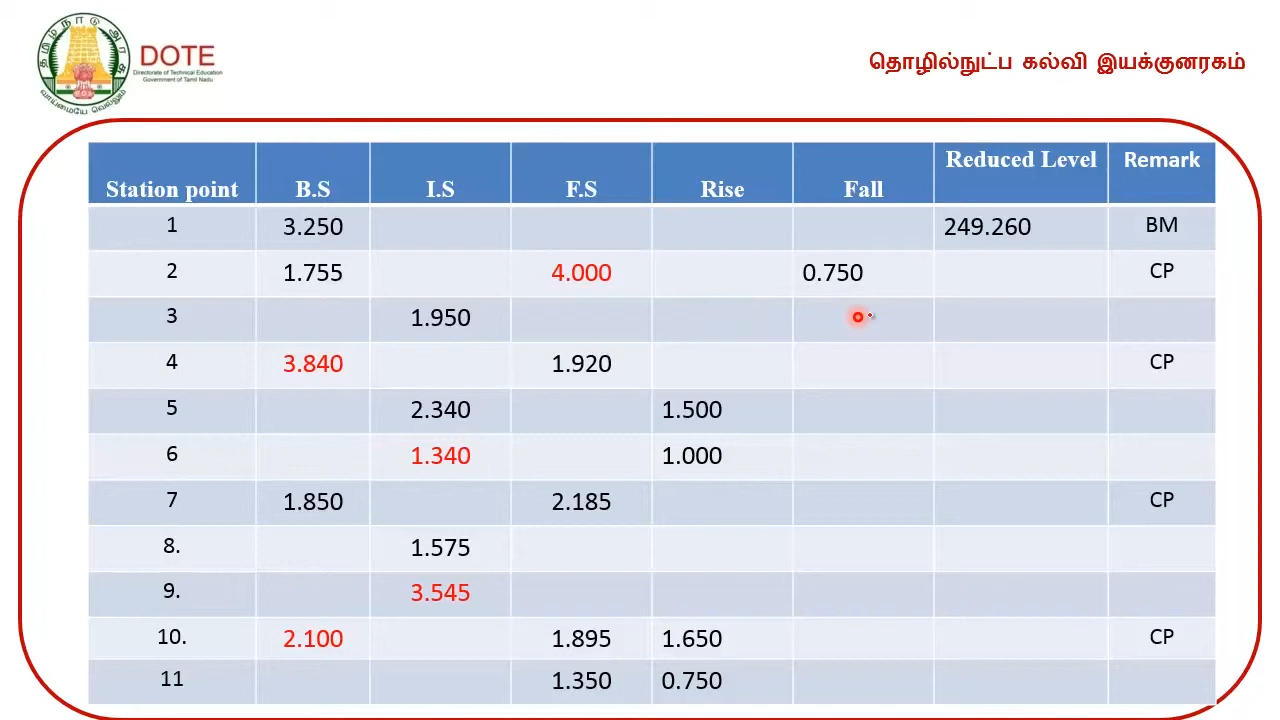 DOTE
Directorate of Technical Education
Government of Tamil Nadu
வாய்மையே வெல்லும்
தொழில்நுட்ப கல்வி இயக்குனரகம்
Station point B.S I.S F.S Rise Fall Reduced Level Remark
1 3.250 249.260 BM
2 1.755 4.000 0.750 CP
3 1.950
4 3.840 1.920 CP
5 2.340 1.500
6 1.340 1.000
7 1.850 2.185 CP
8. 1.575
9. 3.545
10. 2.100 1.895 1.650 CP
11 1.350 0.750